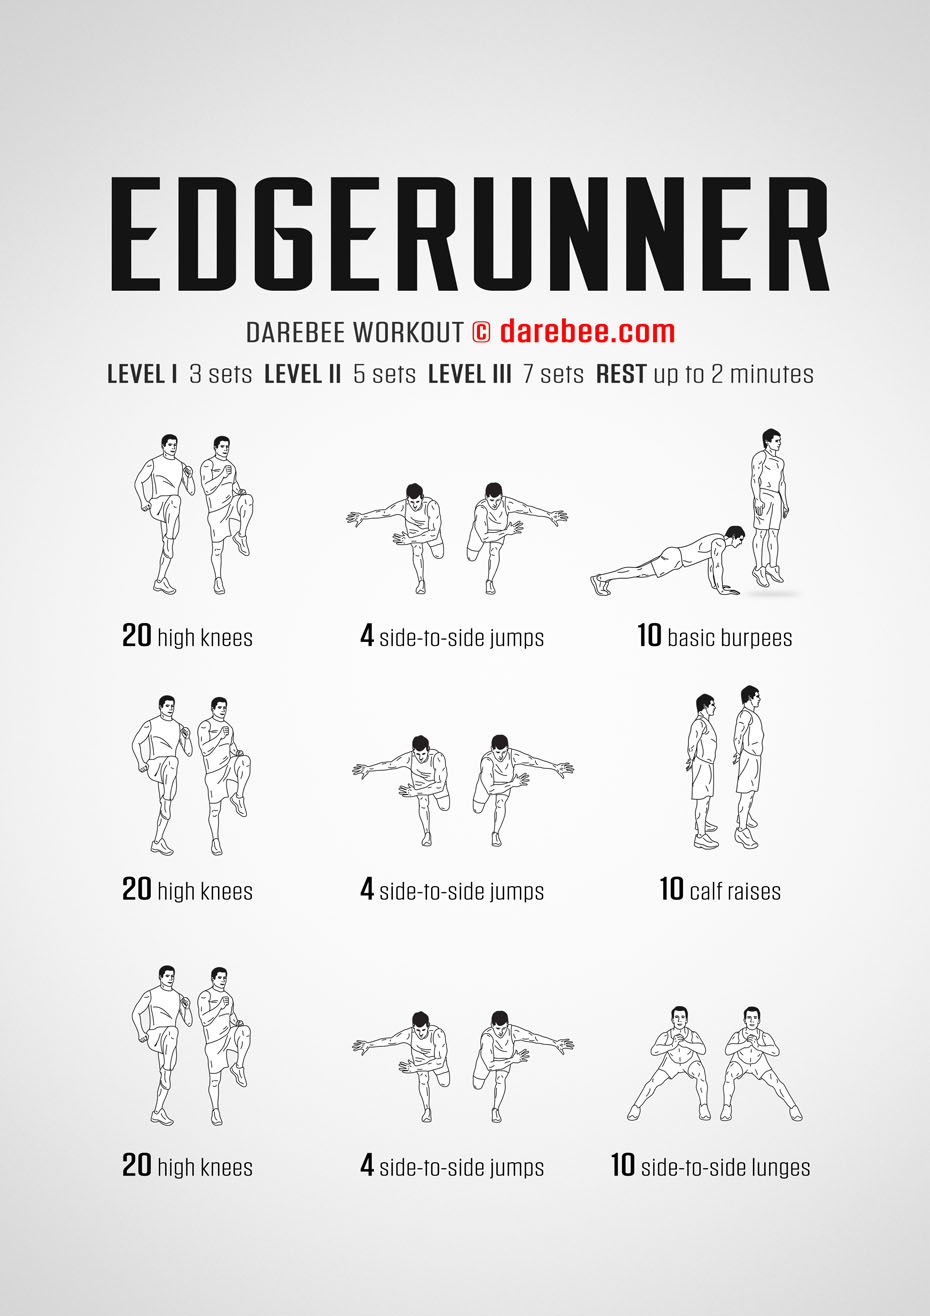 EDGERUNNER
DAREBEE WORKOUT © darebee.com
LEVEL I 3 sets LEVEL II 5 sets LEVEL III 7 sets REST up to 2 minutes
20 high knees
4 side-to-side jumps
10 basic burpees
20 high knees
4 side-to-side jumps
10 calf raises
20 high knees
4 side-to-side jumps
10 side-to-side lunges